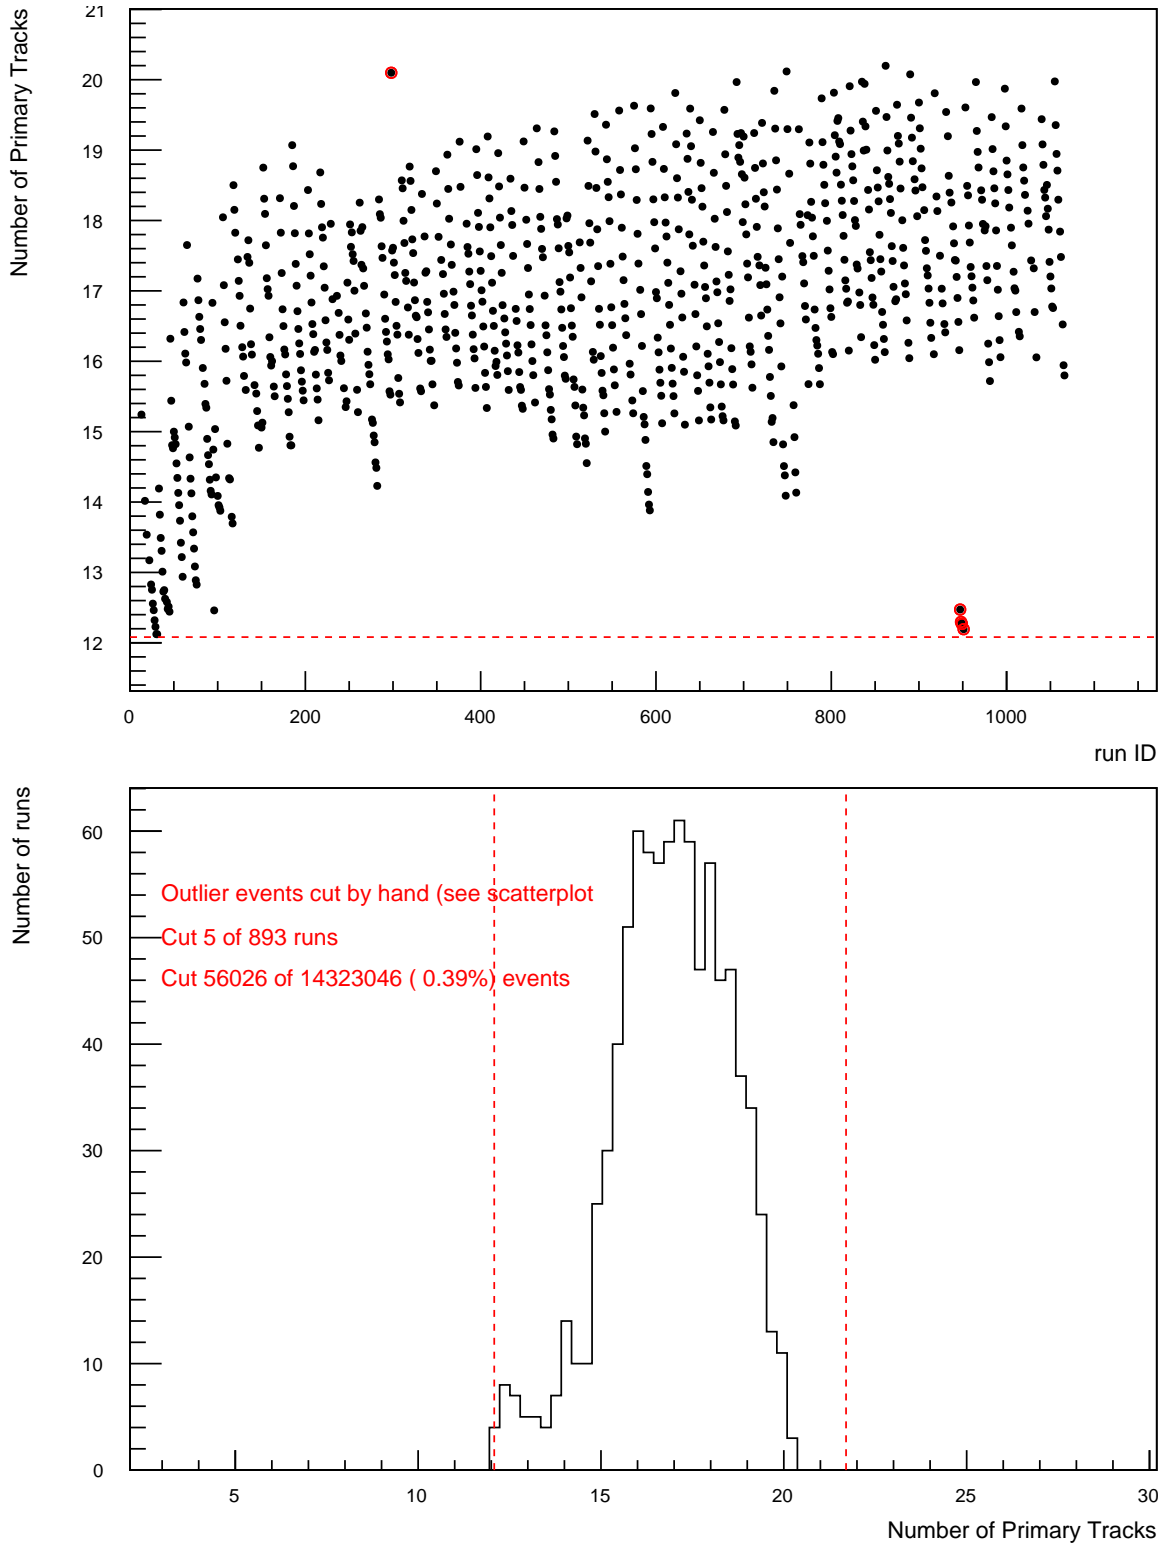 Number of Primary Tracks
21
20
19
18
17
16
15
14
13
12
0 200 400 600 800 1000
run ID
Number of runs
60
50
40
30
20
10
0
Outlier events cut by hand (see scatterplot
Cut 5 of 893 runs
Cut 56026 of 14323046 ( 0.39%) events
5 10 15 20 25 30
Number of Primary Tracks